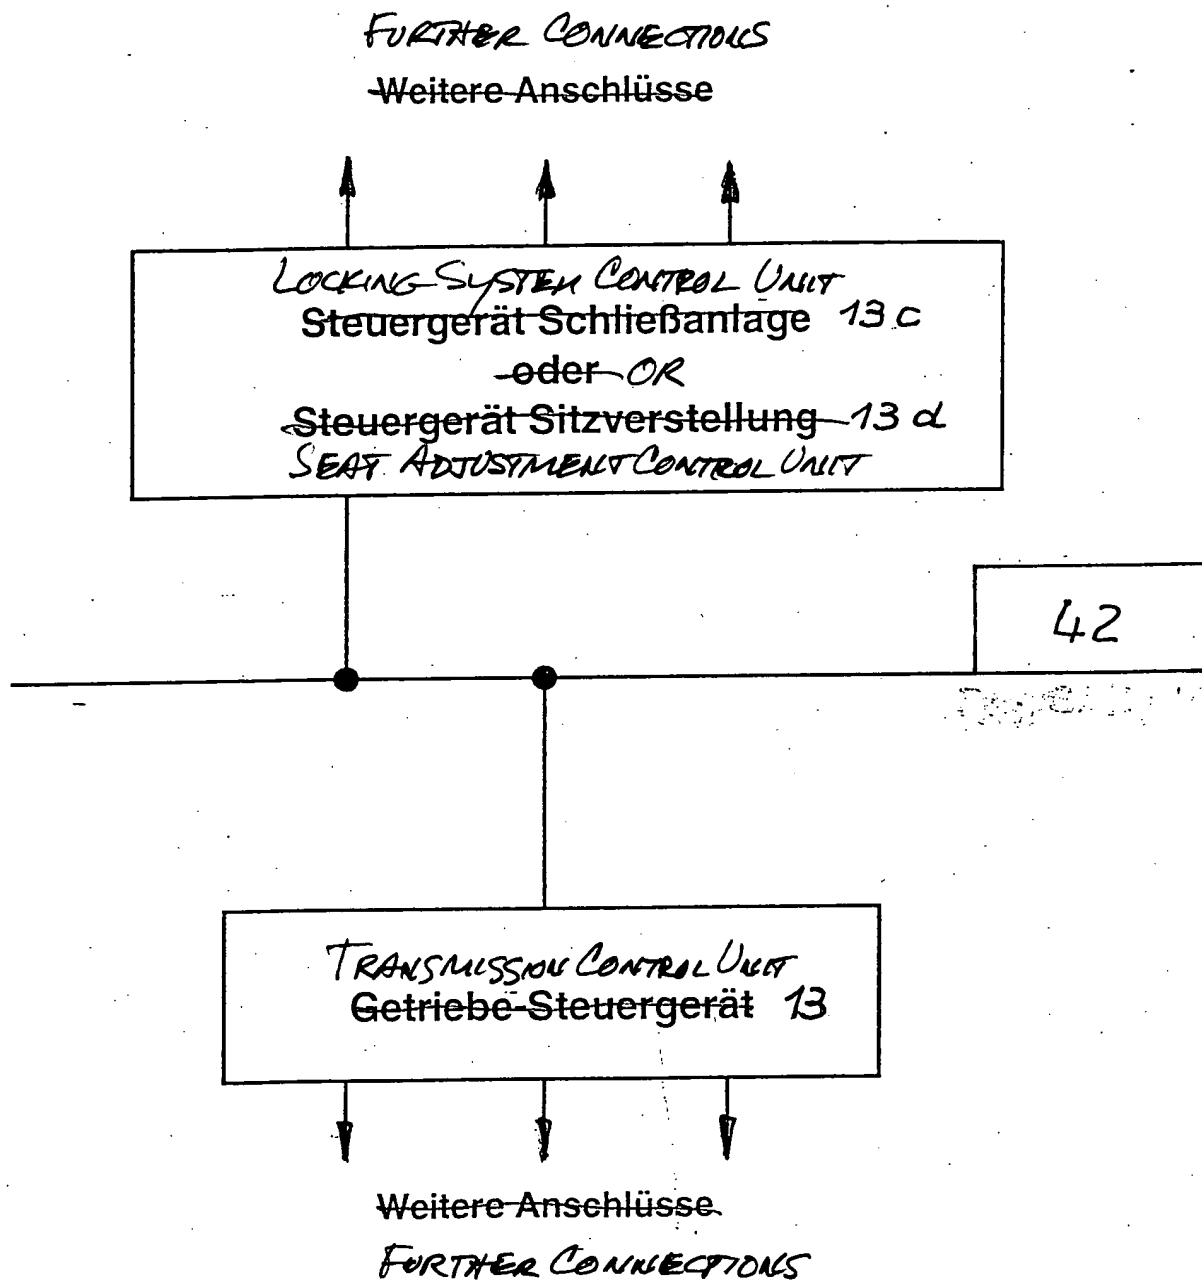 FURTHER CONNECTIONS
Weitere Anschlüsse
LOCKING SYSTEM CONTROL UNIT
Steuergerät Schließanlage 13 c
oder OR
Steuergerät Sitzverstellung 13 d
SEAT ADJUSTMENT CONTROL UNIT
42
TRANSMISSION CONTROL UNIT
Getriebe-Steuergerät 13
Weitere Anschlüsse
FURTHER CONNECTIONS